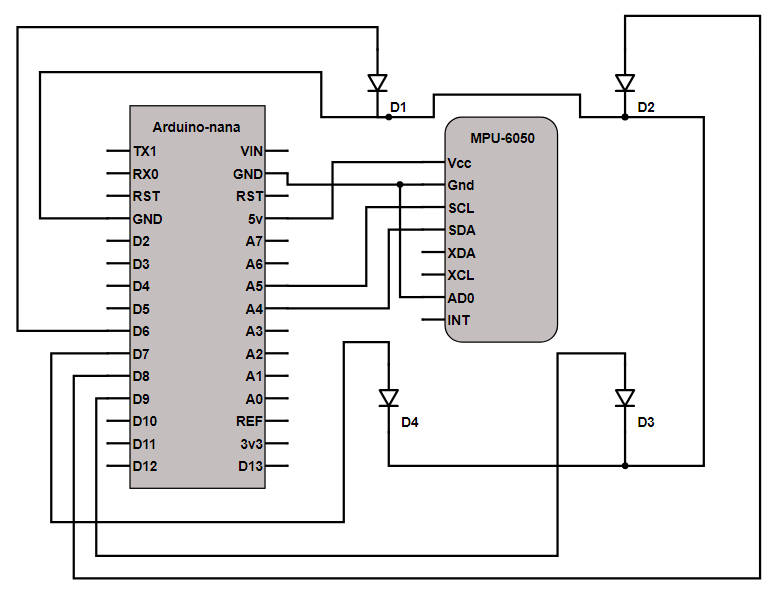 D1
D2
Arduino-nana
TX1
RX0
RST
GND
D2
D3
D4
D5
D6
D7
D8
D9
D10
D11
D12
VIN
GND
RST
5v
A7
A6
A5
A4
A3
A2
A1
A0
REF
3v3
D13
MPU-6050
Vcc
Gnd
SCL
SDA
XDA
XCL
AD0
INT
D4
D3